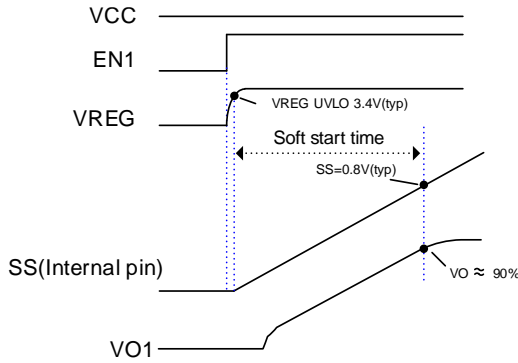 VCC
EN1
VREG UVLO 3.4V(typ)
VREG
Soft start time
SS=0.8V(typ)
SS(Internal pin)
VO ≈ 90%
VO1